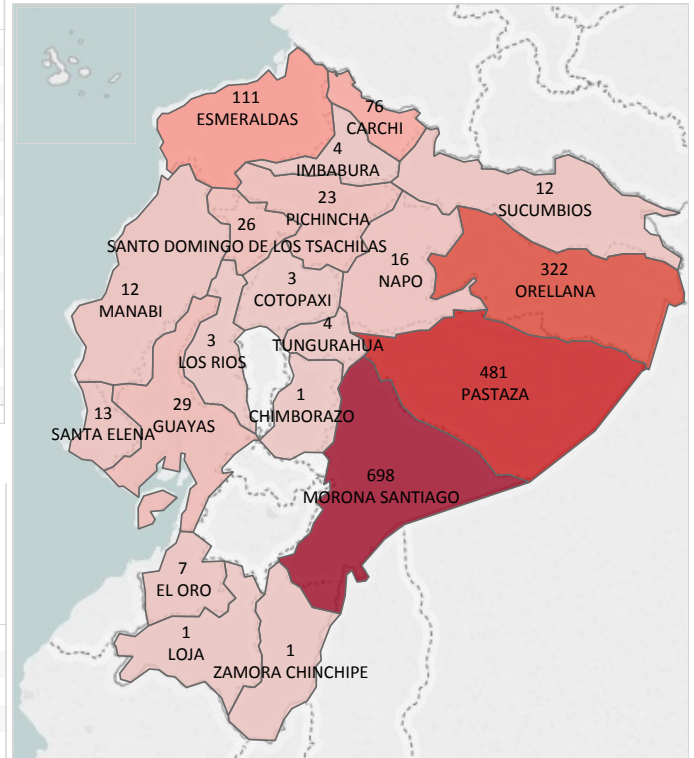 111
ESMERALDAS
76
CARCHI
4
IMBABURA
12
SUCUMBIOS
23
PICHINCHA
26
SANTO DOMINGO DE LOS TSACHILAS
16
NAPO
322
ORELLANA
3
COTOPAXI
12
MANABI
4
TUNGURAHUA
3
LOS RIOS
481
PASTAZA
1
CHIMBORAZO
29
GUAYAS
13
SANTA ELENA
698
MORONA SANTIAGO
7
EL ORO
1
LOJA
1
ZAMORA CHINCHIPE